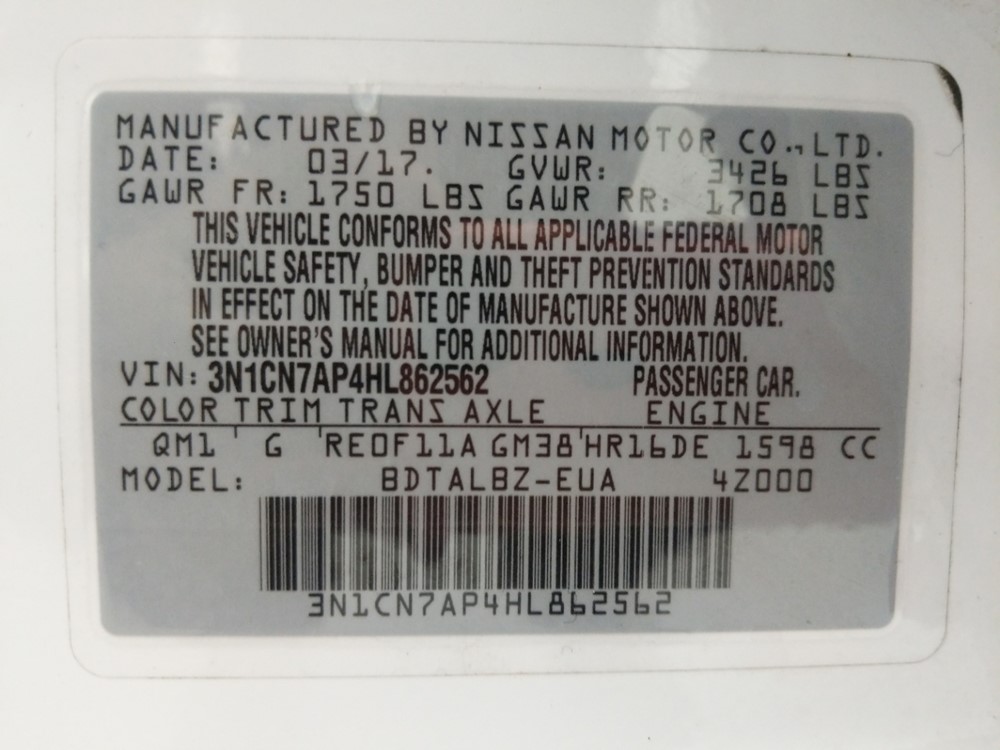 MANUFACTURED BY NISSAN MOTOR CO., LTD.
DATE: 03/17. GVWR: 3426 LBS
GAWR FR: 1750 LBS GAWR RR: 1708 LBS
THIS VEHICLE CONFORMS TO ALL APPLICABLE FEDERAL MOTOR
VEHICLE SAFETY, BUMPER AND THEFT PREVENTION STANDARDS
IN EFFECT ON THE DATE OF MANUFACTURE SHOWN ABOVE.
SEE OWNER'S MANUAL FOR ADDITIONAL INFORMATION.
VIN: 3N1CN7AP4HL862562 PASSENGER CAR.
COLOR TRIM TRANS AXLE ENGINE
QM1 G RE0F11A GM38 HR16DE 1598 CC
MODEL: BDTALBZ-EUA 4Z000
3N1CN7AP4HL862562